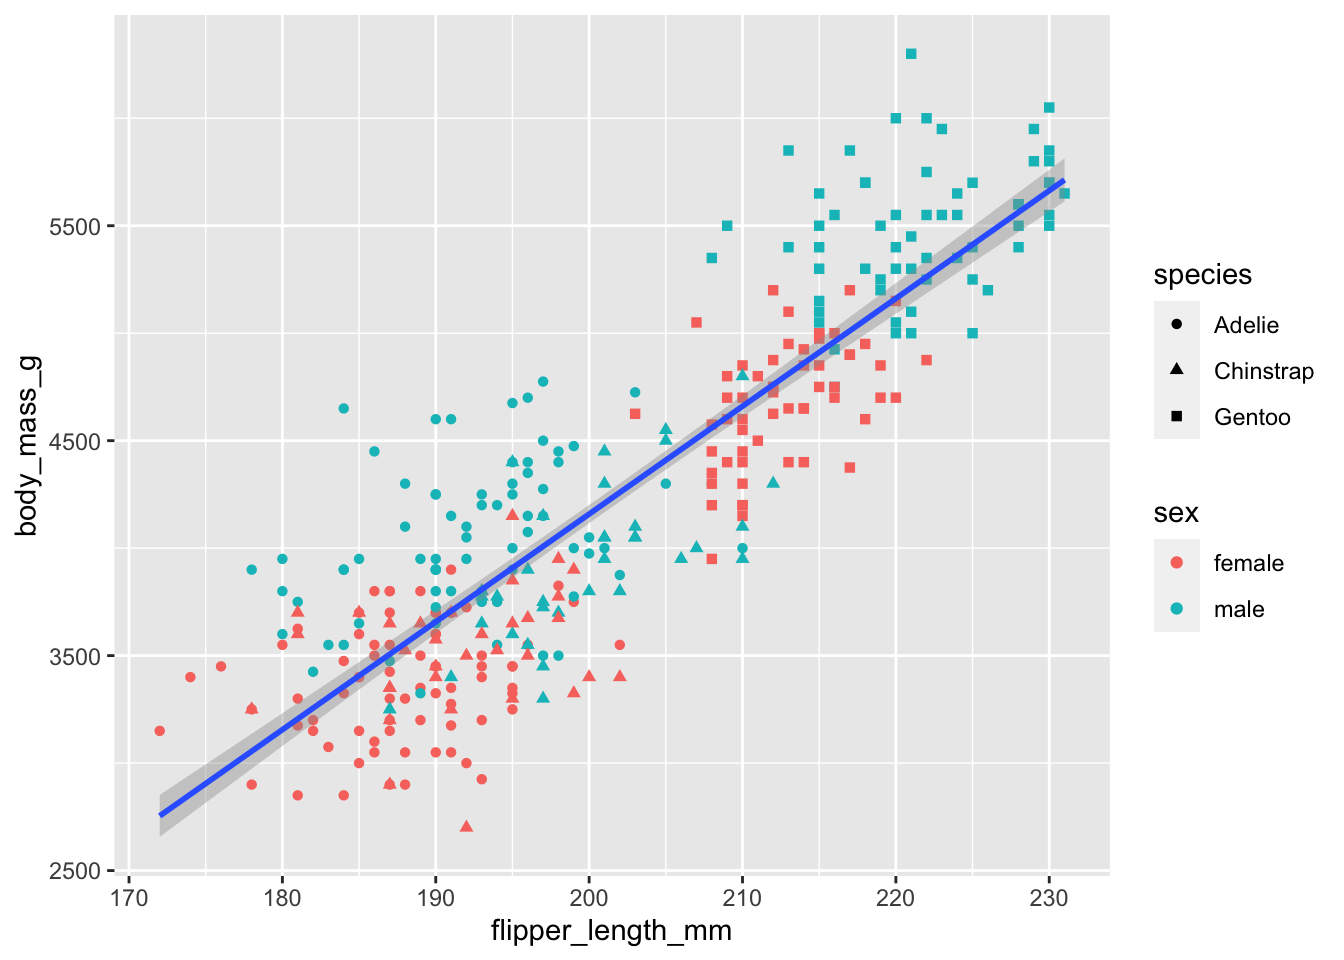 5500
4500
3500
2500
170 180 190 200 210 220 230
flipper_length_mm
body_mass_g
species
Adelie
Chinstrap
Gentoo
sex
female
male